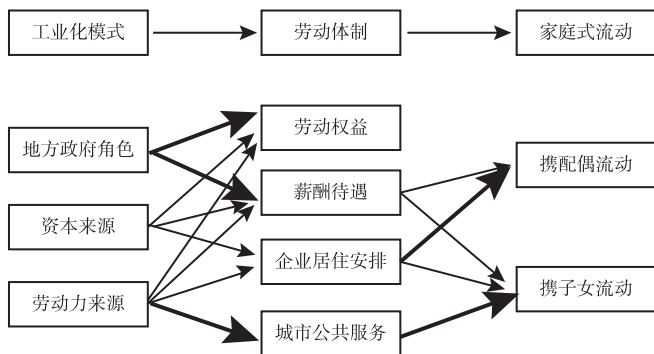 工业化模式
劳动体制
家庭式流动
地方政府角色
资本来源
劳动力来源
劳动权益
薪酬待遇
企业居住安排
城市公共服务
携配偶流动
携子女流动